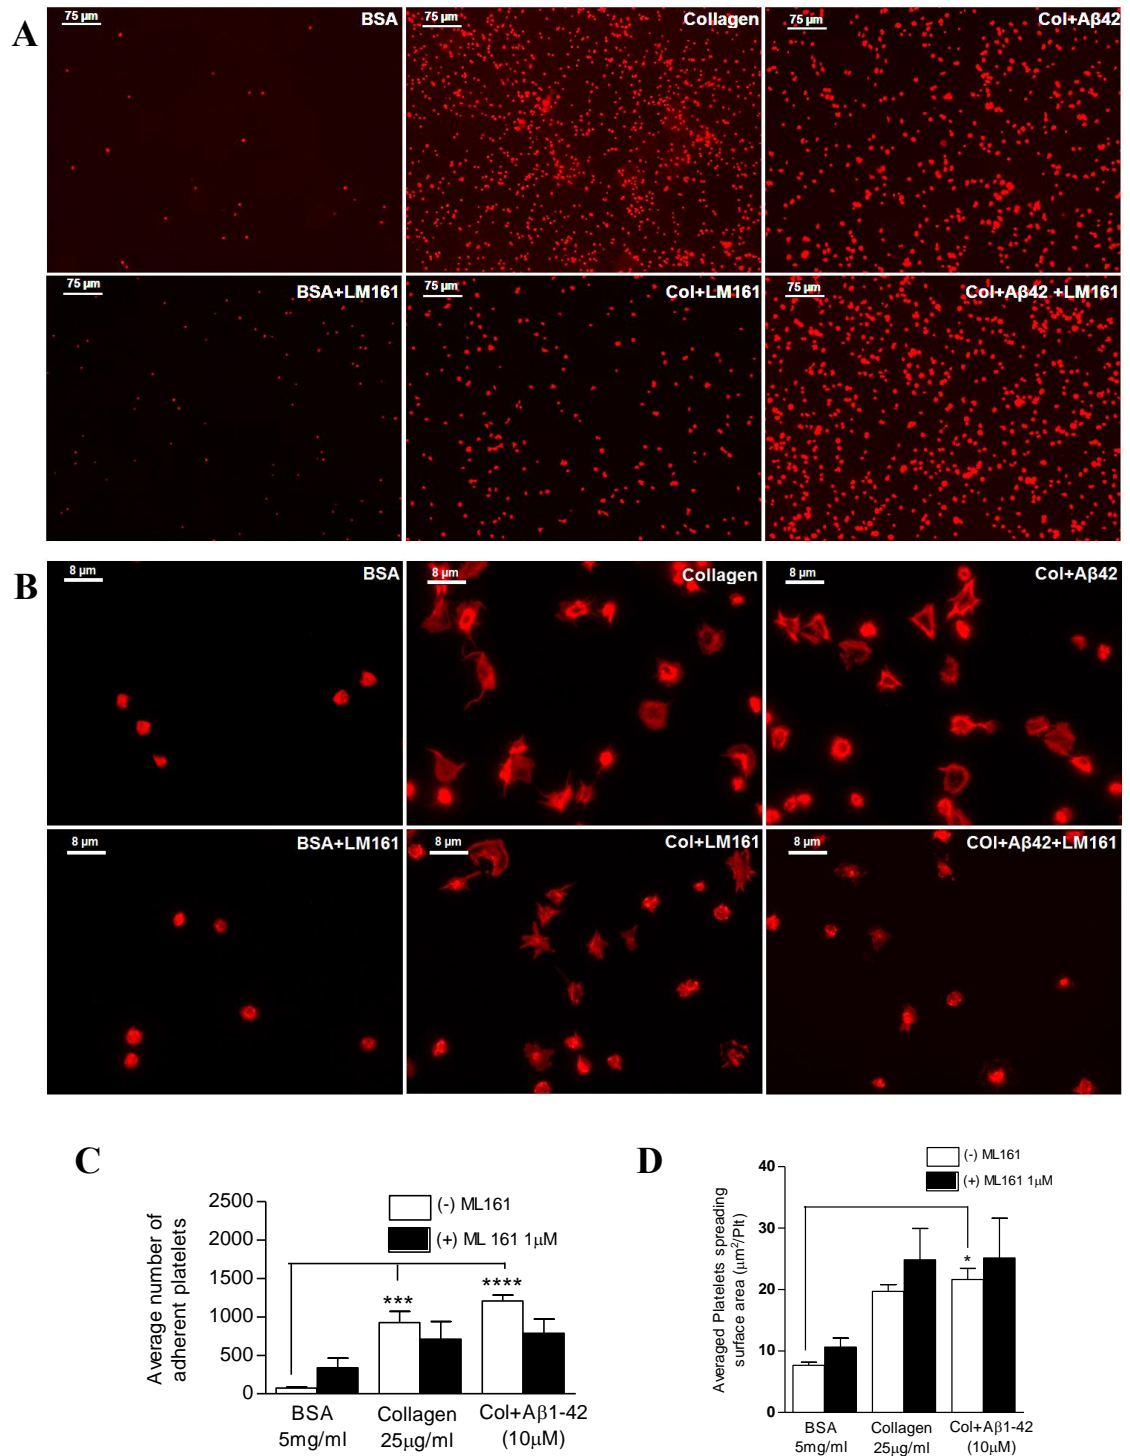 A
75 µm
BSA
75 µm
Collagen
75 µm
Col+Aβ42
75 µm
BSA+LM161
75 µm
Col+LM161
75 µm
Col+Aβ42 +LM161
B
8 µm
BSA
8 µm
Collagen
8 µm
Col+Aβ42
8 µm
BSA+LM161
8 µm
Col+LM161
8 µm
COl+Aβ42+LM161
C
Average number of
adherent platelets
2500
2000
1500
1000
500
0
(-) ML161
(+) ML 161 1µM
***
****
BSA
5mg/ml
Collagen
25µg/ml
Col+Aβ1-42
(10µM)
D
Averaged Platelets spreading
surface area (µm²/Plt)
40
30
20
10
0
(-) ML161
(+) ML161 1µM
*
BSA
5mg/ml
Collagen
25µg/ml
Col+Aβ1-42
(10µM)